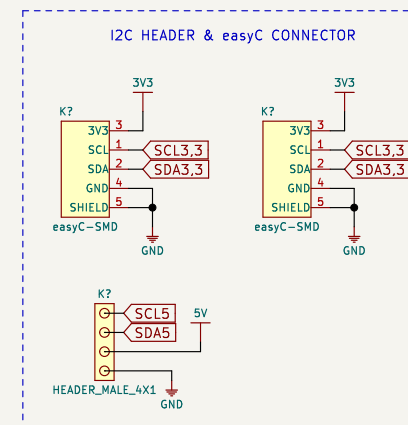 I2C HEADER & easyC CONNECTOR
3V3 3V3
K? K?
3V3 3 3V3 3
SCL 1 SCL3,3 SCL 1 SCL3,3
SDA 2 SDA3,3 SDA 2 SDA3,3
GND 4 GND 4
SHIELD 5 SHIELD 5
easyC-SMD easyC-SMD
GND GND
K?
SCL5 5V
SDA5
HEADER_MALE_4X1
GND